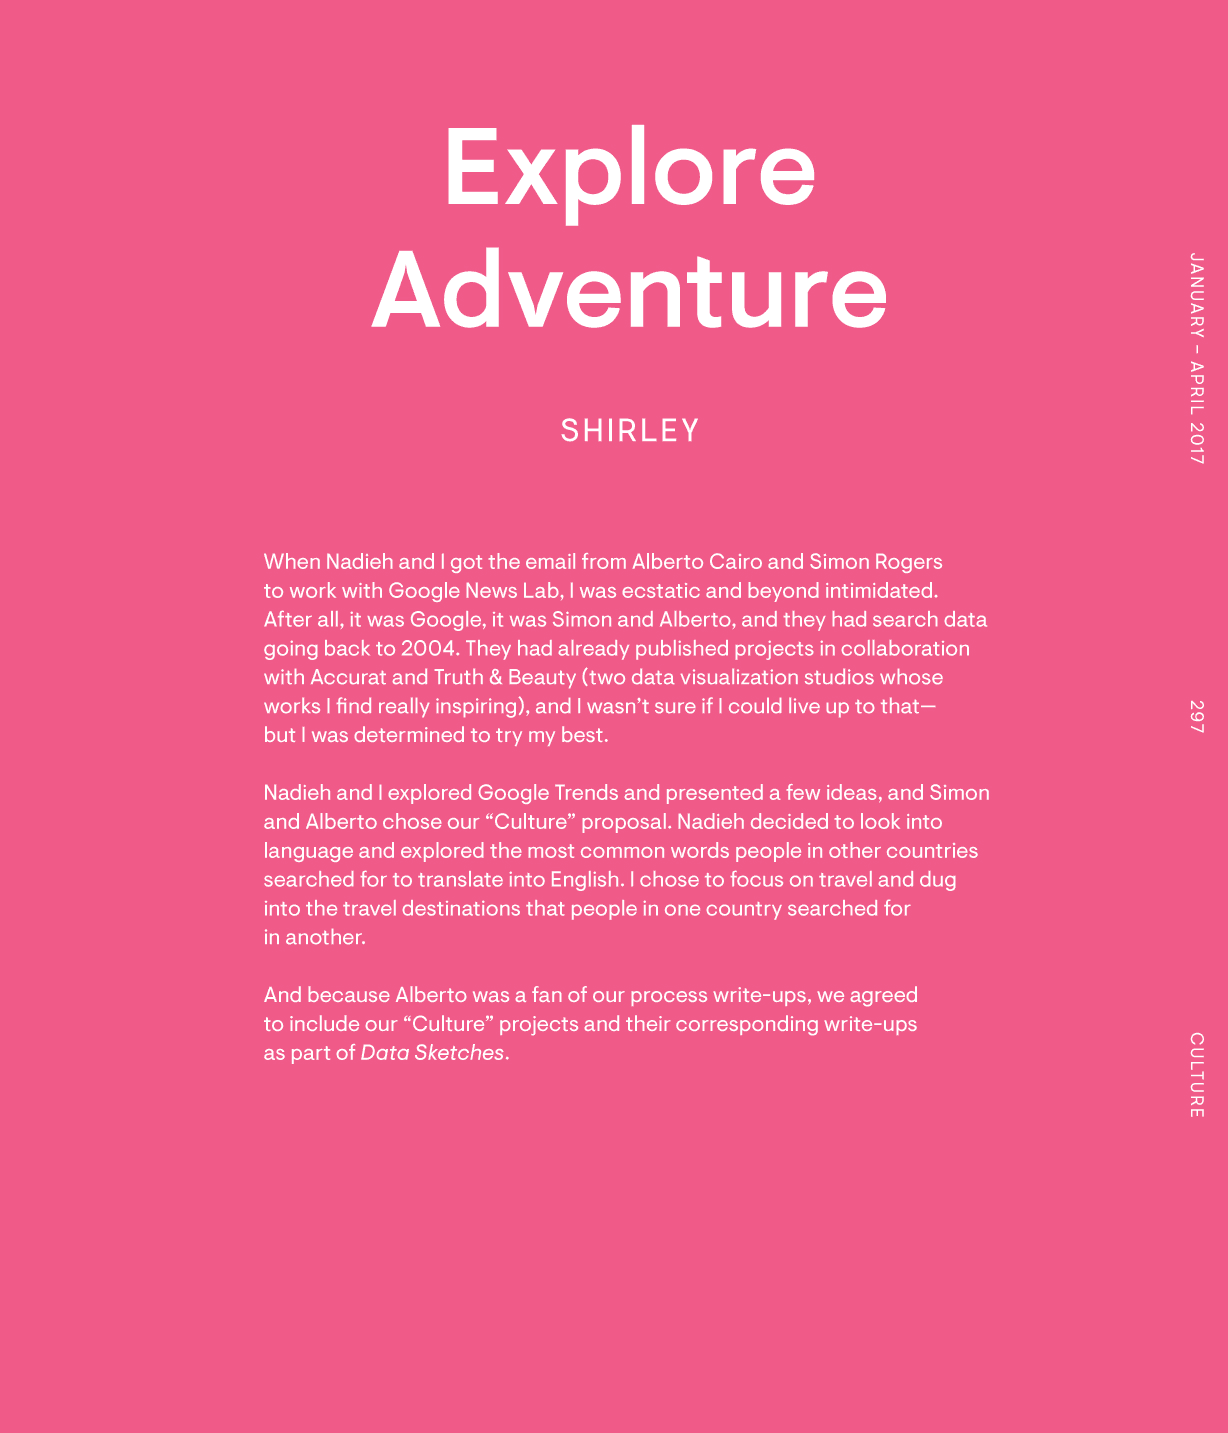 Explore
Adventure
SHIRLEY
When Nadieh and I got the email from Alberto Cairo and Simon Rogers
to work with Google News Lab, I was ecstatic and beyond intimidated.
After all, it was Google, it was Simon and Alberto, and they had search data
going back to 2004. They had already published projects in collaboration
with Accurat and Truth & Beauty (two data visualization studios whose
works I find really inspiring), and I wasn’t sure if I could live up to that—
but I was determined to try my best.
Nadieh and I explored Google Trends and presented a few ideas, and Simon
and Alberto chose our “Culture” proposal. Nadieh decided to look into
language and explored the most common words people in other countries
searched for to translate into English. I chose to focus on travel and dug
into the travel destinations that people in one country searched for
in another.
And because Alberto was a fan of our process write-ups, we agreed
to include our “Culture” projects and their corresponding write-ups
as part of Data Sketches.
JANUARY – APRIL 2017
297
CULTURE